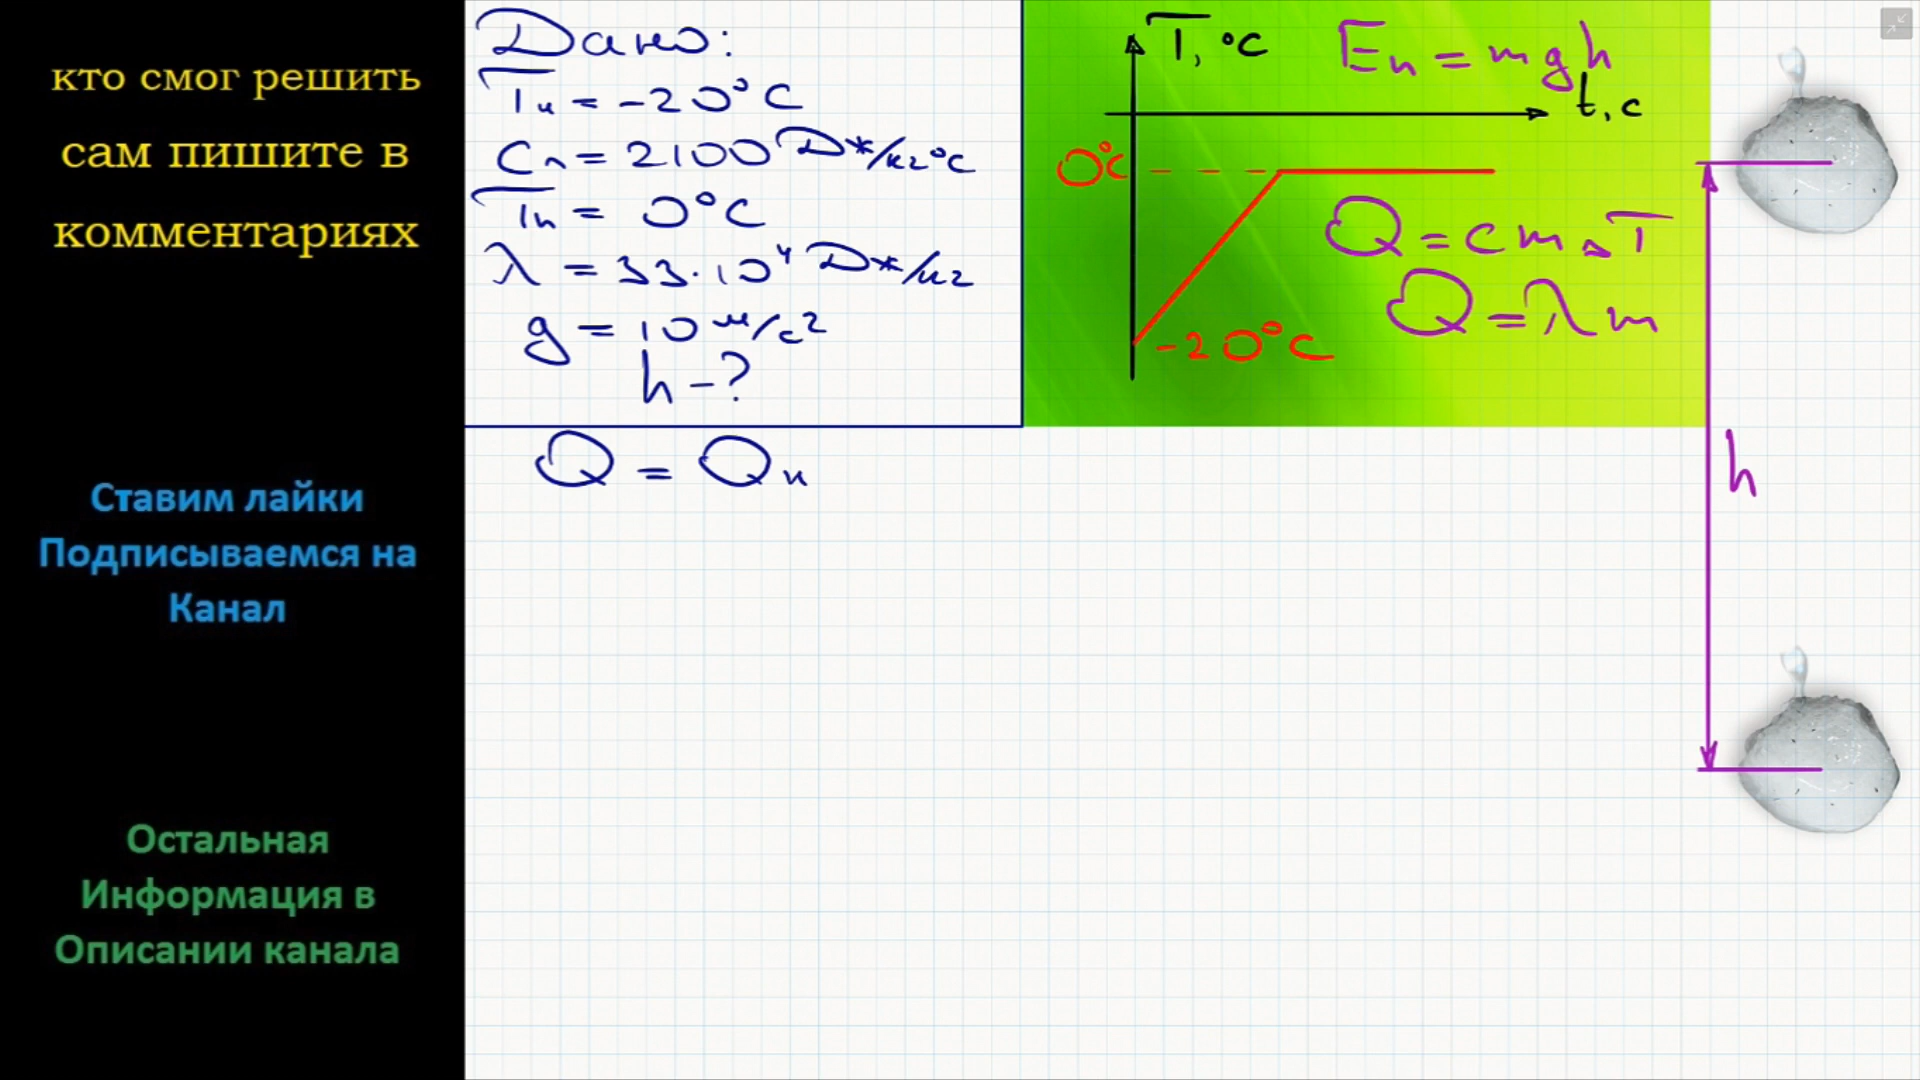 кто смог решить
сам пишите в
комментариях
Ставим лайки
Подписываемся на
Канал
Остальная
Информация в
Описании канала
Дано:
Tн = -20°C
Cл = 2100 Дж/кг°C
Tп = 0°C
λ = 33·10⁴ Дж/кг
g = 10 м/с²
h - ?
Q = Qн
T, °C
Eп = mgh
t, c
0°C
Q = cmΔT
Q = λm
-20°C
h